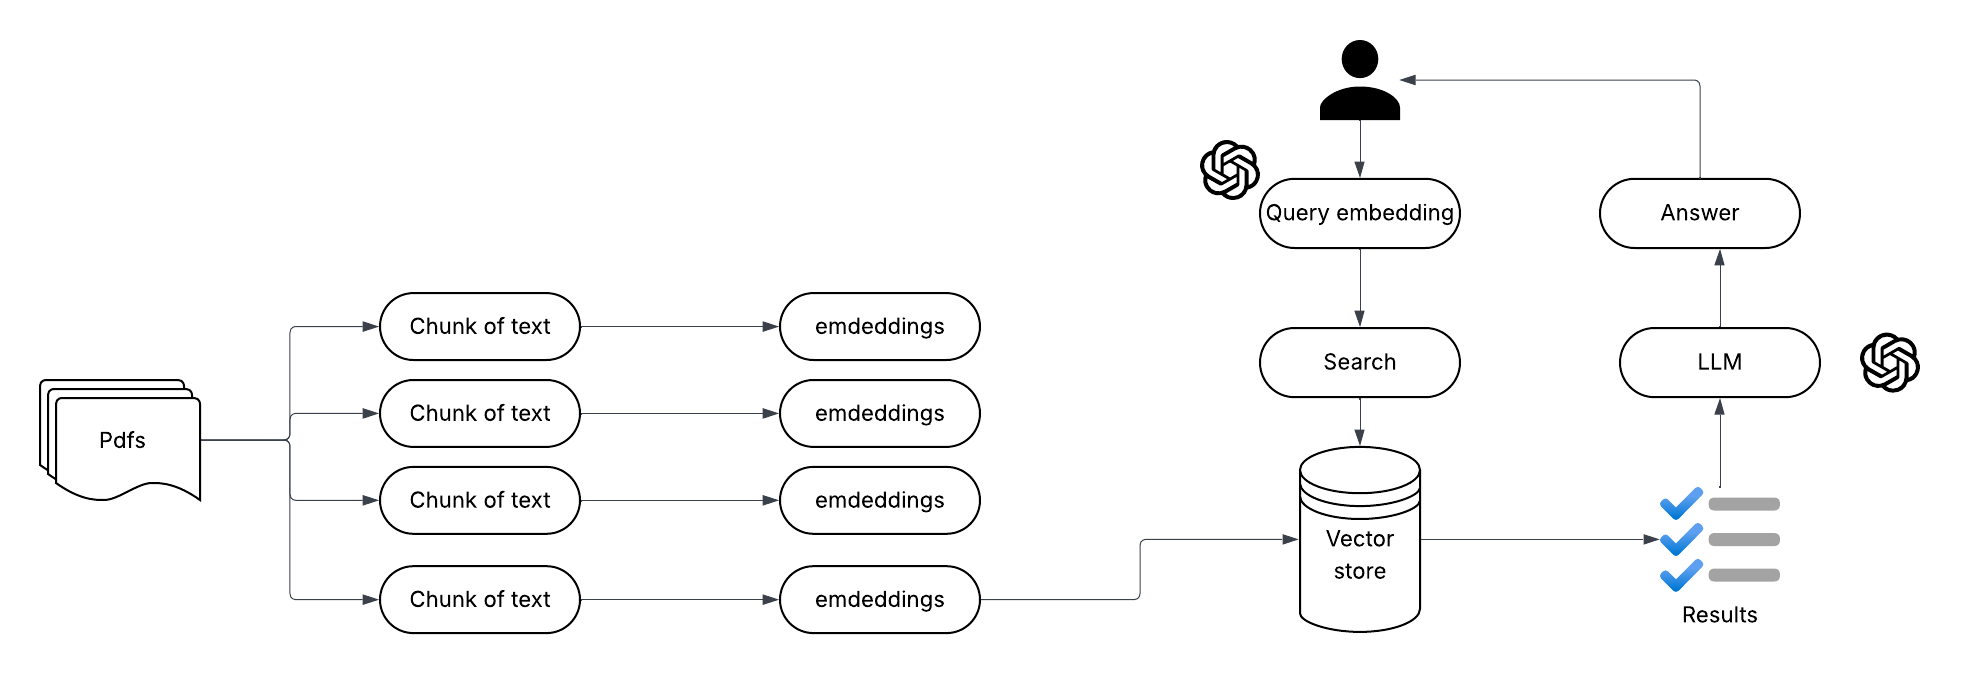 Query embedding
Answer
Chunk of text
emdeddings
Search
LLM
Chunk of text
emdeddings
Pdfs
Chunk of text
emdeddings
Vector
store
Chunk of text
emdeddings
Results